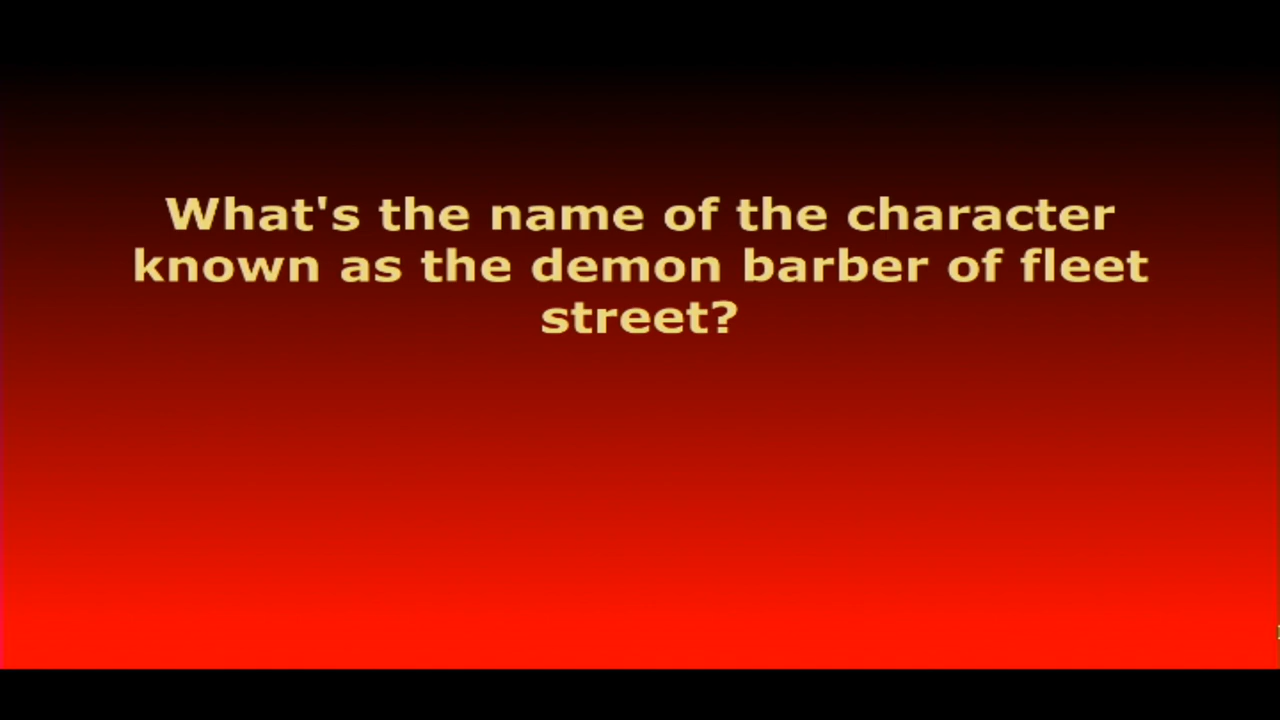 What's the name of the character
known as the demon barber of fleet
street?